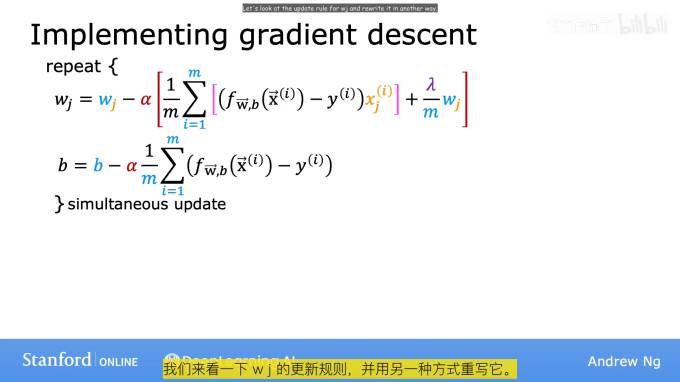 Let's look at the update rule for wj and rewrite it in another way.
Implementing gradient descent
repeat {
w_j = w_j − α [ 1/m ∑_{i=1}^{m} [ (f_{w⃗,b}(x⃗^{(i)}) − y^{(i)}) x_j^{(i)} ] + λ/m w_j ]
b = b − α 1/m ∑_{i=1}^{m} (f_{w⃗,b}(x⃗^{(i)}) − y^{(i)})
} simultaneous update
Stanford ONLINE
Andrew Ng
我们来看一下 w j 的更新规则，并用另一种方式重写它。